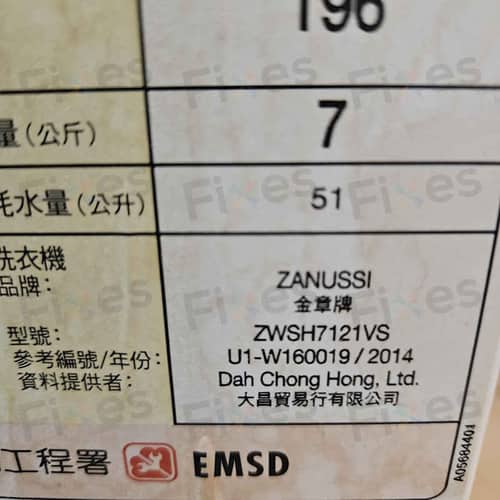 196
量(公斤) 7
耗水量(公升) 51
洗衣機
品牌: ZANUSSI
金章牌
型號: ZWSH7121VS
參考編號/年份: U1-W160019 / 2014
資料提供者: Dah Chong Hong, Ltd.
大昌貿易行有限公司
工程署 EMSD
A05684401
Fixes